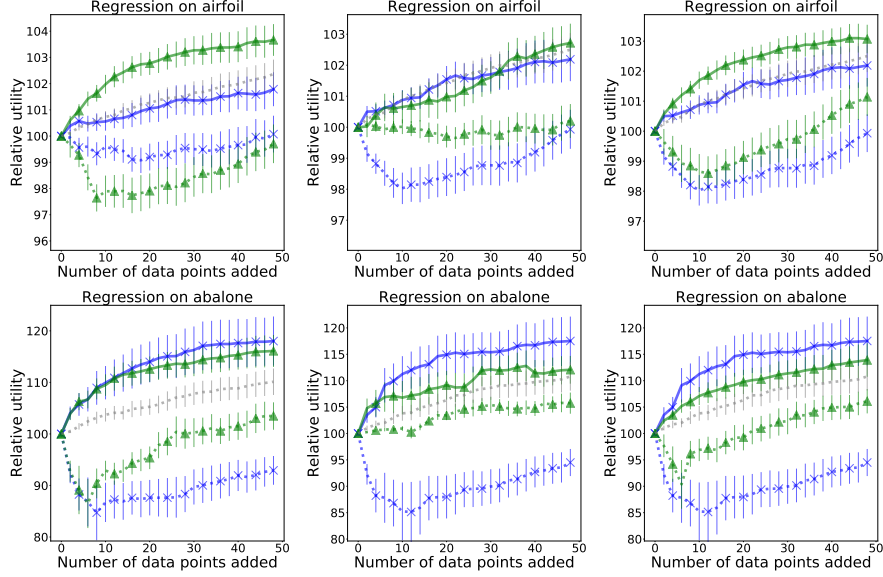 Regression on airfoil
Regression on airfoil
Regression on airfoil
Relative utility
104
103
102
101
100
99
98
97
96
0 10 20 30 40 50
Number of data points added
Relative utility
103
102
101
100
99
98
97
0 10 20 30 40 50
Number of data points added
Relative utility
103
102
101
100
99
98
97
0 10 20 30 40 50
Number of data points added
Regression on abalone
Regression on abalone
Regression on abalone
Relative utility
120
110
100
90
80
0 10 20 30 40 50
Number of data points added
Relative utility
120
115
110
105
100
95
90
85
80
0 10 20 30 40 50
Number of data points added
Relative utility
120
115
110
105
100
95
90
85
80
0 10 20 30 40 50
Number of data points added